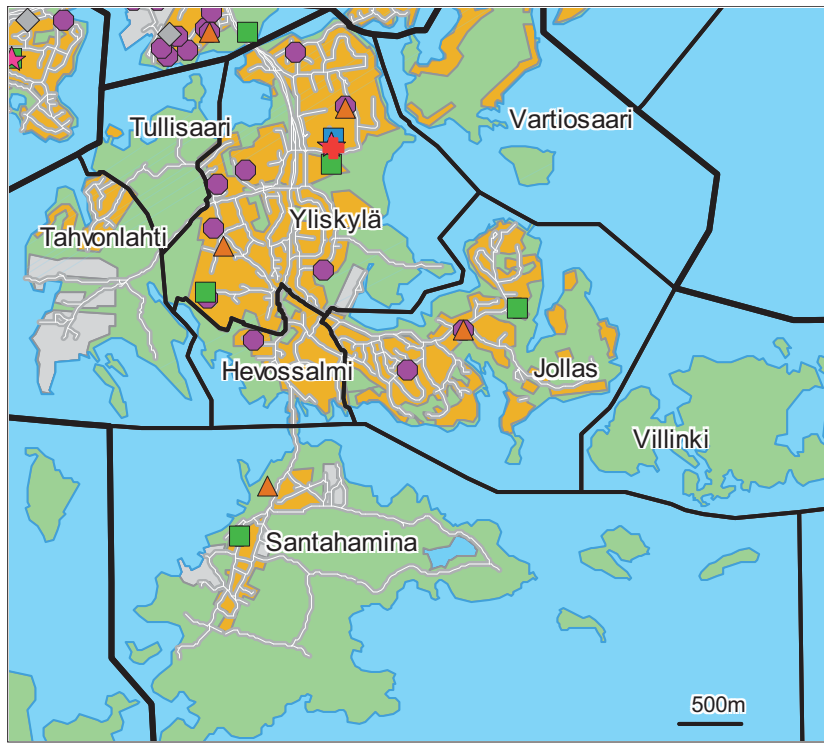 Vartiosaari
Tullisaari
Yliskylä
Tahvonlahti
Hevossalmi
Jollas
Villinki
Santahamina
500m